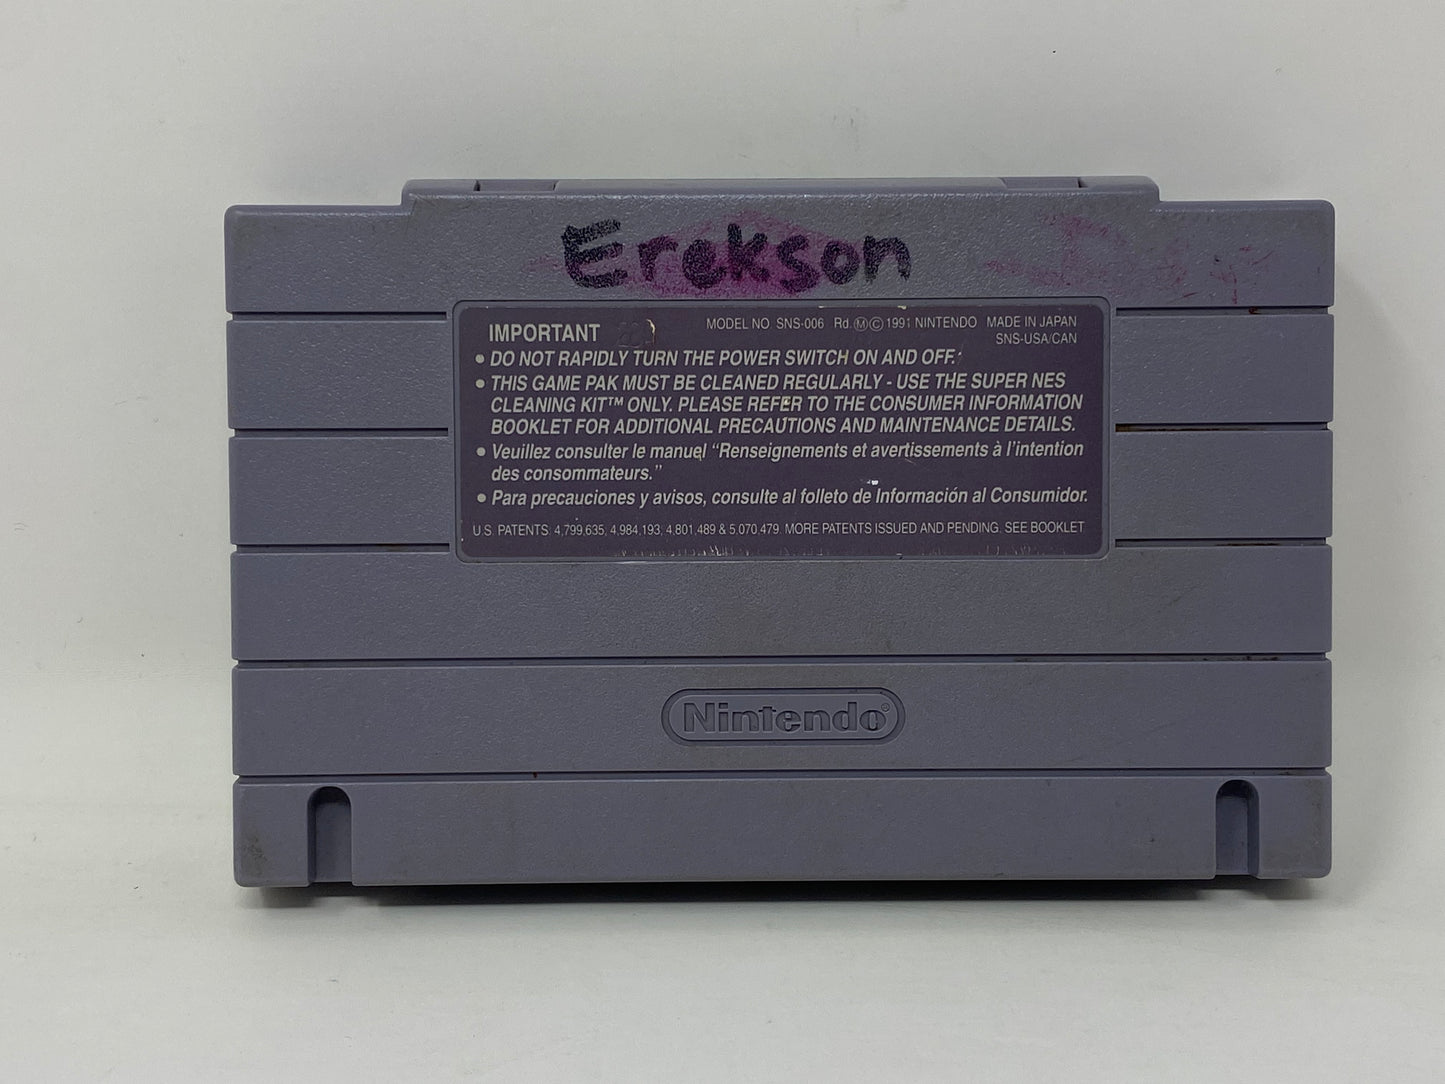 Erekson
IMPORTANT
MODEL NO SNS-006 Rd. Ⓜ © 1991 NINTENDO MADE IN JAPAN
SNS-USA/CAN
• DO NOT RAPIDLY TURN THE POWER SWITCH ON AND OFF.
• THIS GAME PAK MUST BE CLEANED REGULARLY - USE THE SUPER NES
CLEANING KIT™ ONLY. PLEASE REFER TO THE CONSUMER INFORMATION
BOOKLET FOR ADDITIONAL PRECAUTIONS AND MAINTENANCE DETAILS.
• Veuillez consulter le manuel “Renseignements et avertissements à l’intention
des consommateurs.”
• Para precauciones y avisos, consulte al folleto de Información al Consumidor.
U.S. PATENTS: 4,799,635, 4,984,193, 4,801,489 & 5,070,479. MORE PATENTS ISSUED AND PENDING. SEE BOOKLET
Nintendo®